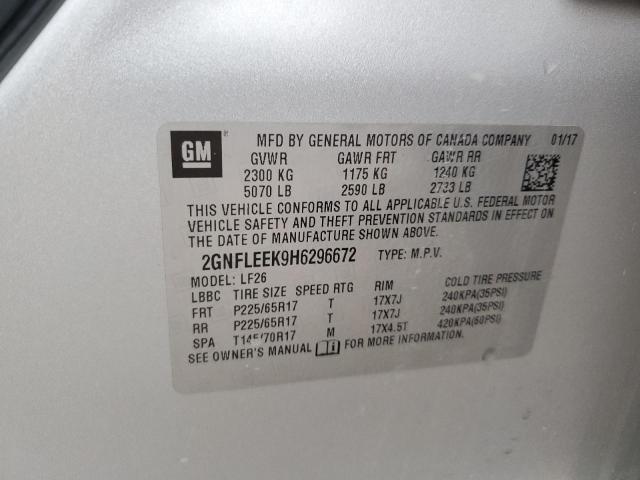 GM MFD BY GENERAL MOTORS OF CANADA COMPANY 01/17
GVWR GAWR FRT GAWR RR
2300 KG 1175 KG 1240 KG
5070 LB 2590 LB 2733 LB
THIS VEHICLE CONFORMS TO ALL APPLICABLE U.S. FEDERAL MOTOR
VEHICLE SAFETY AND THEFT PREVENTION STANDARDS IN EFFECT ON
THE DATE OF MANUFACTURE SHOWN ABOVE.
2GNFLEEK9H6296672 TYPE: M.P.V.
MODEL: LF26
LBBC TIRE SIZE SPEED RTG RIM COLD TIRE PRESSURE
FRT P225/65R17 T 17X7J 240KPA(35PSI)
RR P225/65R17 T 17X7J 240KPA(35PSI)
SPA T145/70R17 M 17X4.5T 420KPA(60PSI)
SEE OWNER'S MANUAL FOR MORE INFORMATION.